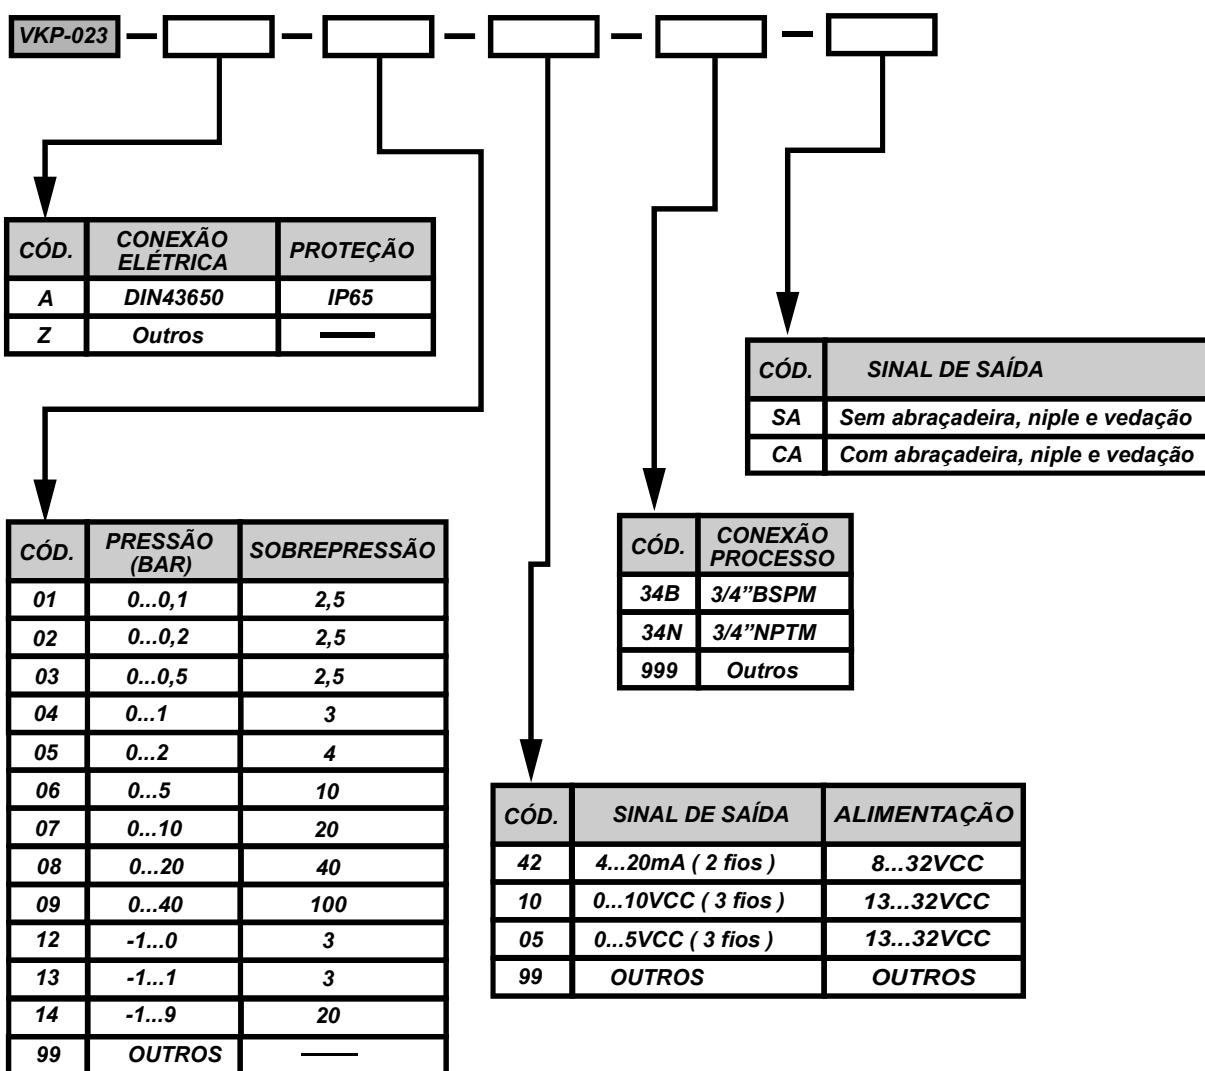 VKP-023
CÓD. CONEXÃO ELÉTRICA PROTEÇÃO
A DIN43650 IP65
Z Outros
CÓD. SINAL DE SAÍDA
SA Sem abraçadeira, niple e vedação
CA Com abraçadeira, niple e vedação
CÓD. PRESSÃO (BAR) SOBREPRESSÃO
01 0...0,1 2,5
02 0...0,2 2,5
03 0...0,5 2,5
04 0...1 3
05 0...2 4
06 0...5 10
07 0...10 20
08 0...20 40
09 0...40 100
12 -1...0 3
13 -1...1 3
14 -1...9 20
99 OUTROS
CÓD. CONEXÃO PROCESSO
34B 3/4”BSPM
34N 3/4”NPTM
999 Outros
CÓD. SINAL DE SAÍDA ALIMENTAÇÃO
42 4...20mA ( 2 fios ) 8...32VCC
10 0...10VCC ( 3 fios ) 13...32VCC
05 0...5VCC ( 3 fios ) 13...32VCC
99 OUTROS OUTROS